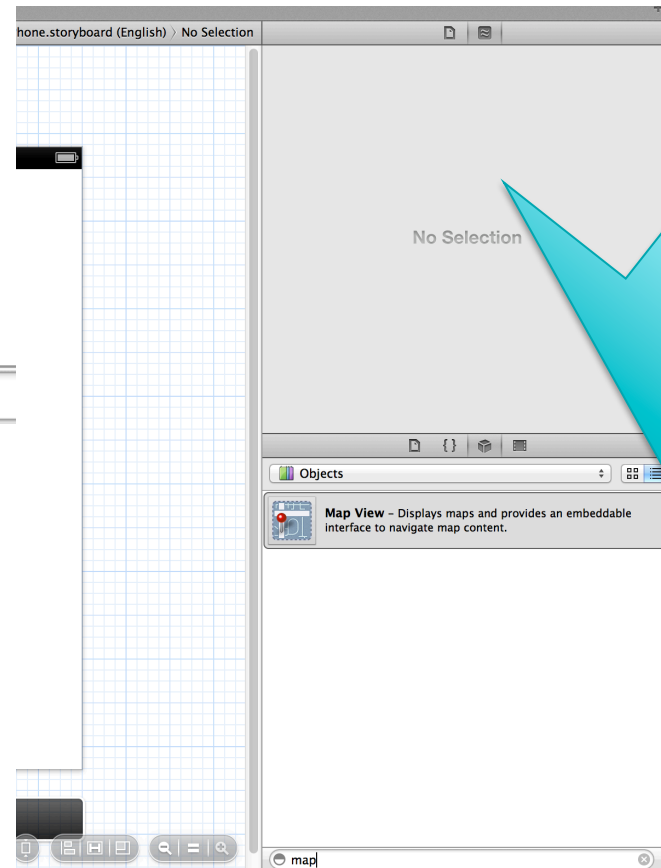 hone.storyboard (English) 〉 No Selection
No Selection
{}
Objects
Map View – Displays maps and provides an embeddable
interface to navigate map content.
map